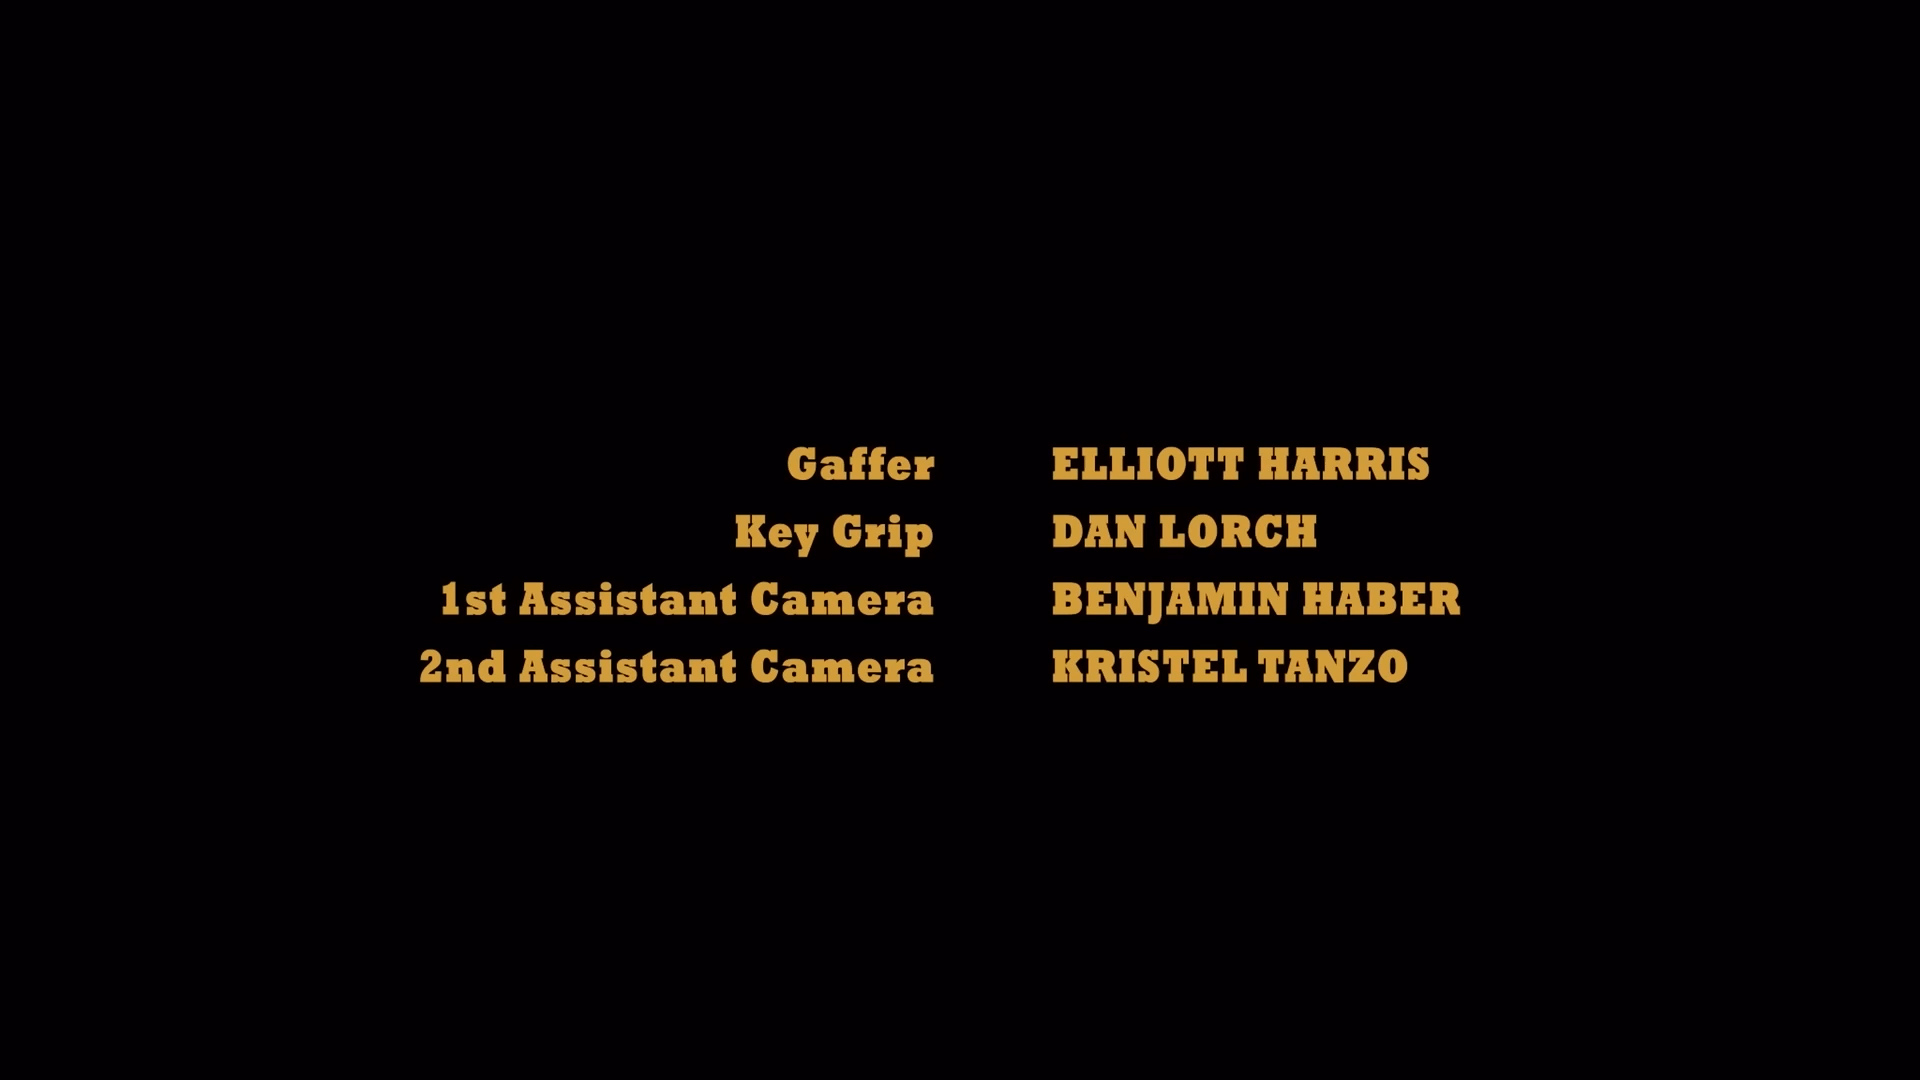 Gaffer ELLIOTT HARRIS
Key Grip DAN LORCH
1st Assistant Camera BENJAMIN HABER
2nd Assistant Camera KRISTEL TANZO